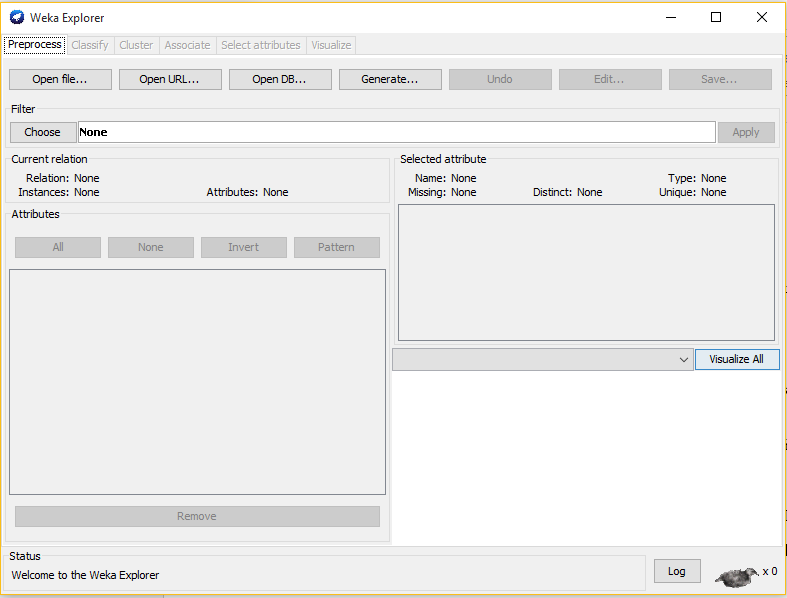 Weka Explorer
Preprocess Classify Cluster Associate Select attributes Visualize
Open file... Open URL... Open DB... Generate... Undo Edit... Save...
Filter
Choose None Apply
Current relation
Relation: None
Instances: None Attributes: None
Attributes
All None Invert Pattern
Remove
Selected attribute
Name: None Type: None
Missing: None Distinct: None Unique: None
Visualize All
Status
Welcome to the Weka Explorer
Log
x 0